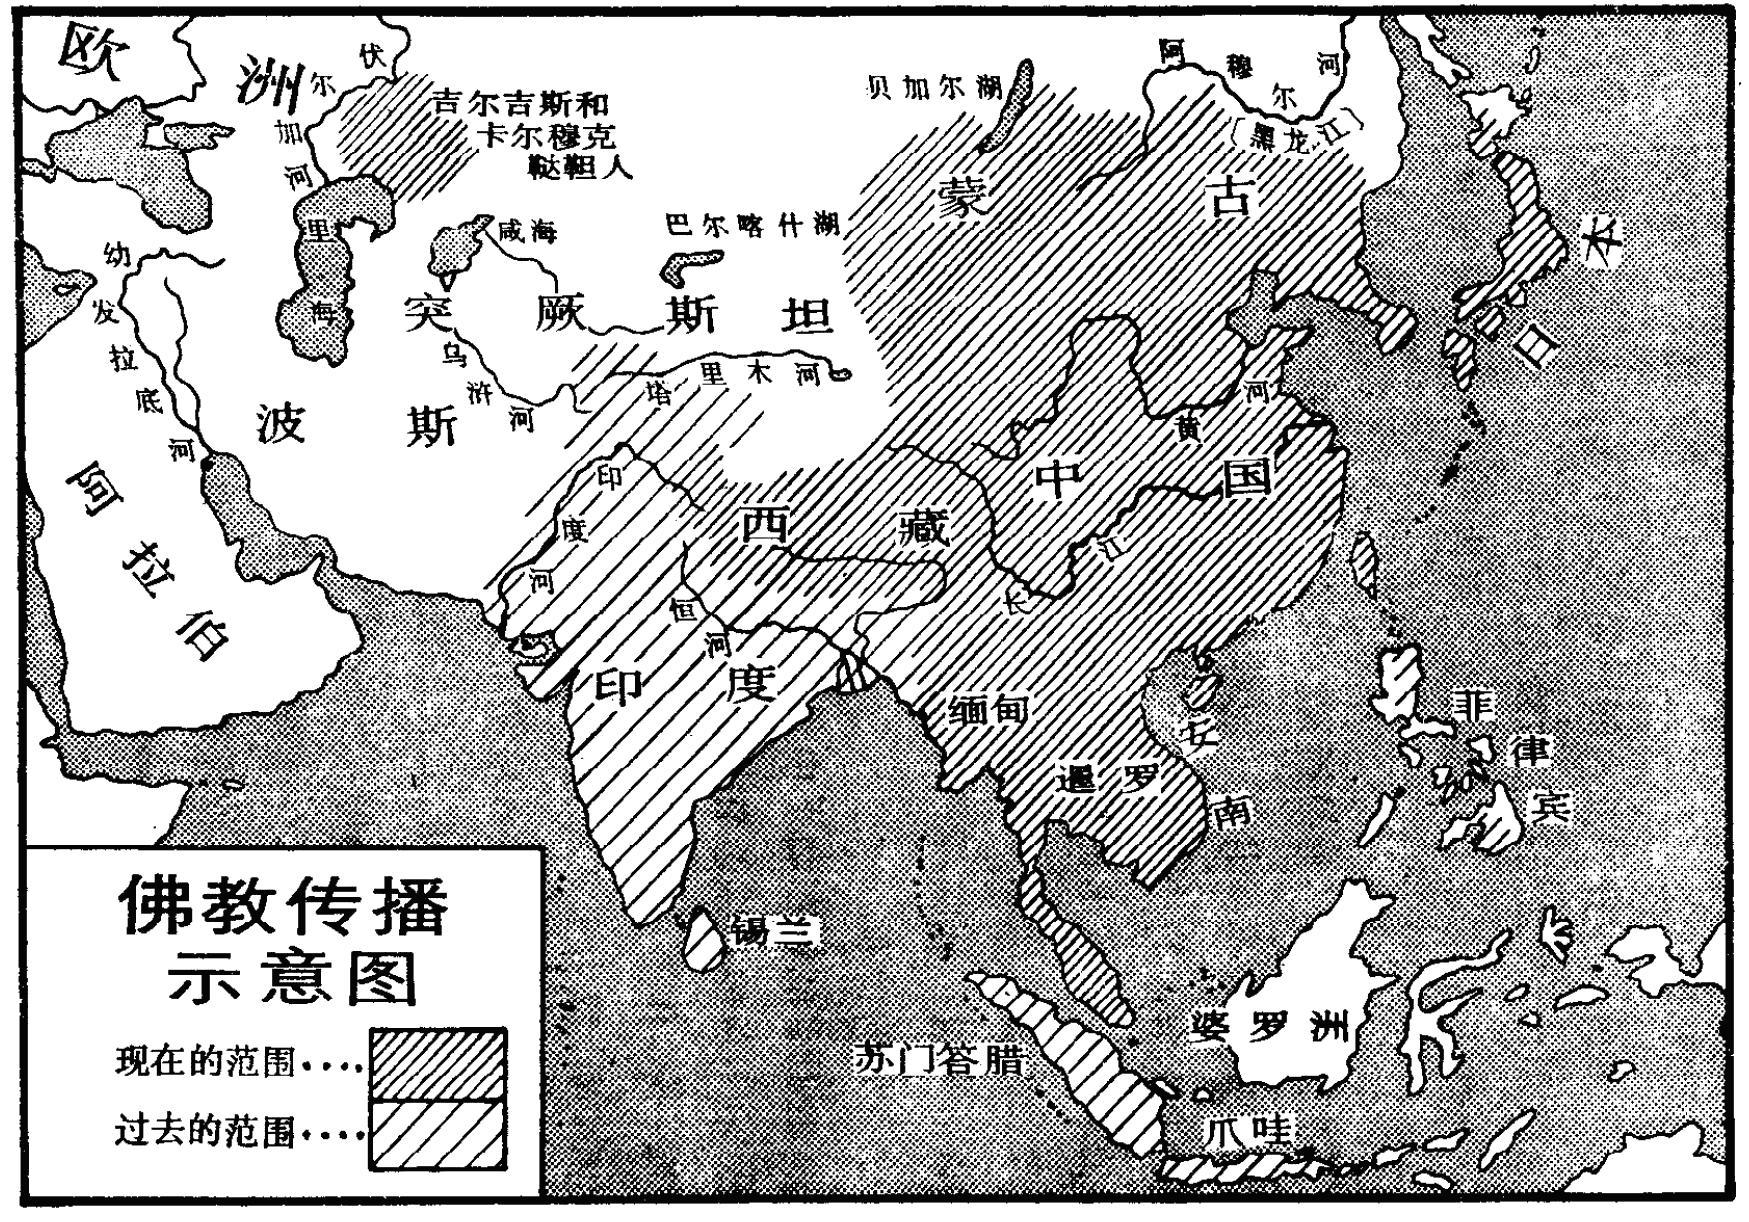 欧洲
伏尔加河
吉尔吉斯和
卡尔穆克
鞑靼人
贝加尔湖
阿穆尔河
〔黑龙江〕
蒙古
日本
里海
咸海
巴尔喀什湖
幼发拉底河
突厥斯坦
乌浒河
塔里木河
波斯
黄河
中国
阿拉伯
印度河
西藏
长江
恒河
印度
缅甸
暹罗
安南
菲律宾
锡兰
婆罗洲
苏门答腊
爪哇
佛教传播
示意图
现在的范围····
过去的范围····